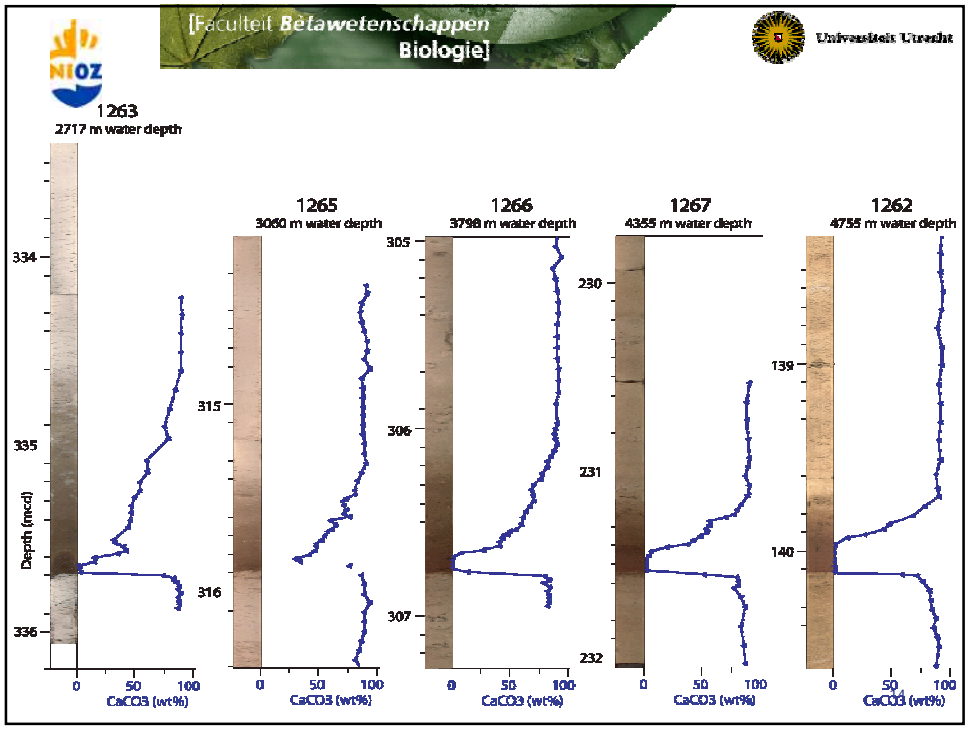 [Faculteit Bètawetenschappen
Biologie]
NIOZ
Universiteit Utrecht
1263
2717 m water depth
1265
3060 m water depth
1266
3798 m water depth
1267
4355 m water depth
1262
4755 m water depth
Depth (mcd)
334
335
336
315
316
305
306
307
230
231
232
139
140
0 50 100
CaCO3 (wt%)
0 50 100
CaCO3 (wt%)
0 50 100
CaCO3 (wt%)
0 50 100
CaCO3 (wt%)
0 50 100
CaCO3 (wt%)
14